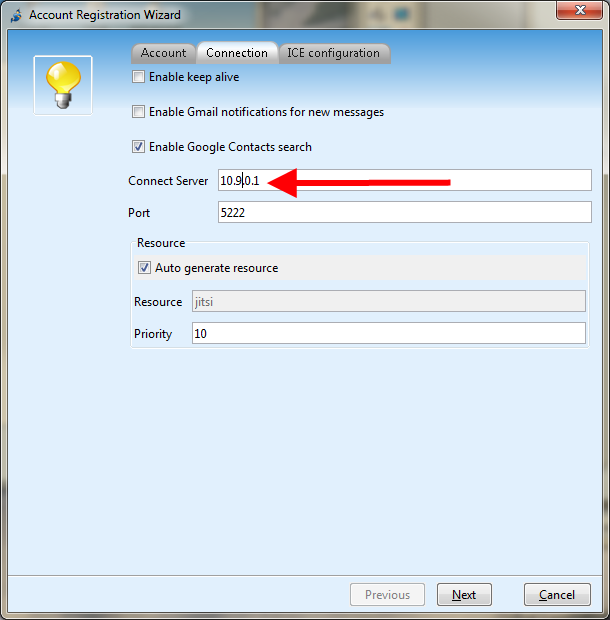 Account Registration Wizard
Account Connection ICE configuration
Enable keep alive
Enable Gmail notifications for new messages
Enable Google Contacts search
Connect Server 10.9.0.1
Port 5222
Resource
Auto generate resource
Resource jitsi
Priority 10
Previous Next Cancel